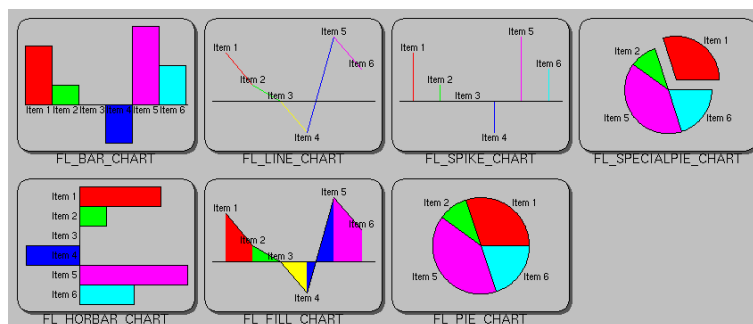 Item 1 Item 2 Item 3 Item 4 Item 5 Item 6
FL_BAR_CHART
Item 1
Item 2
Item 3
Item 4
Item 5
Item 6
FL_LINE_CHART
Item 1
Item 2
Item 3
Item 4
Item 5
Item 6
FL_SPIKE_CHART
Item 1
Item 2
Item 5
Item 6
FL_SPECIALPIE_CHART
Item 1
Item 2
Item 3
Item 4
Item 5
Item 6
FL_HORBAR_CHART
Item 1
Item 2
Item 3
Item 4
Item 5
Item 6
FL_FILL_CHART
Item 1
Item 2
Item 5
Item 6
FL_PIE_CHART